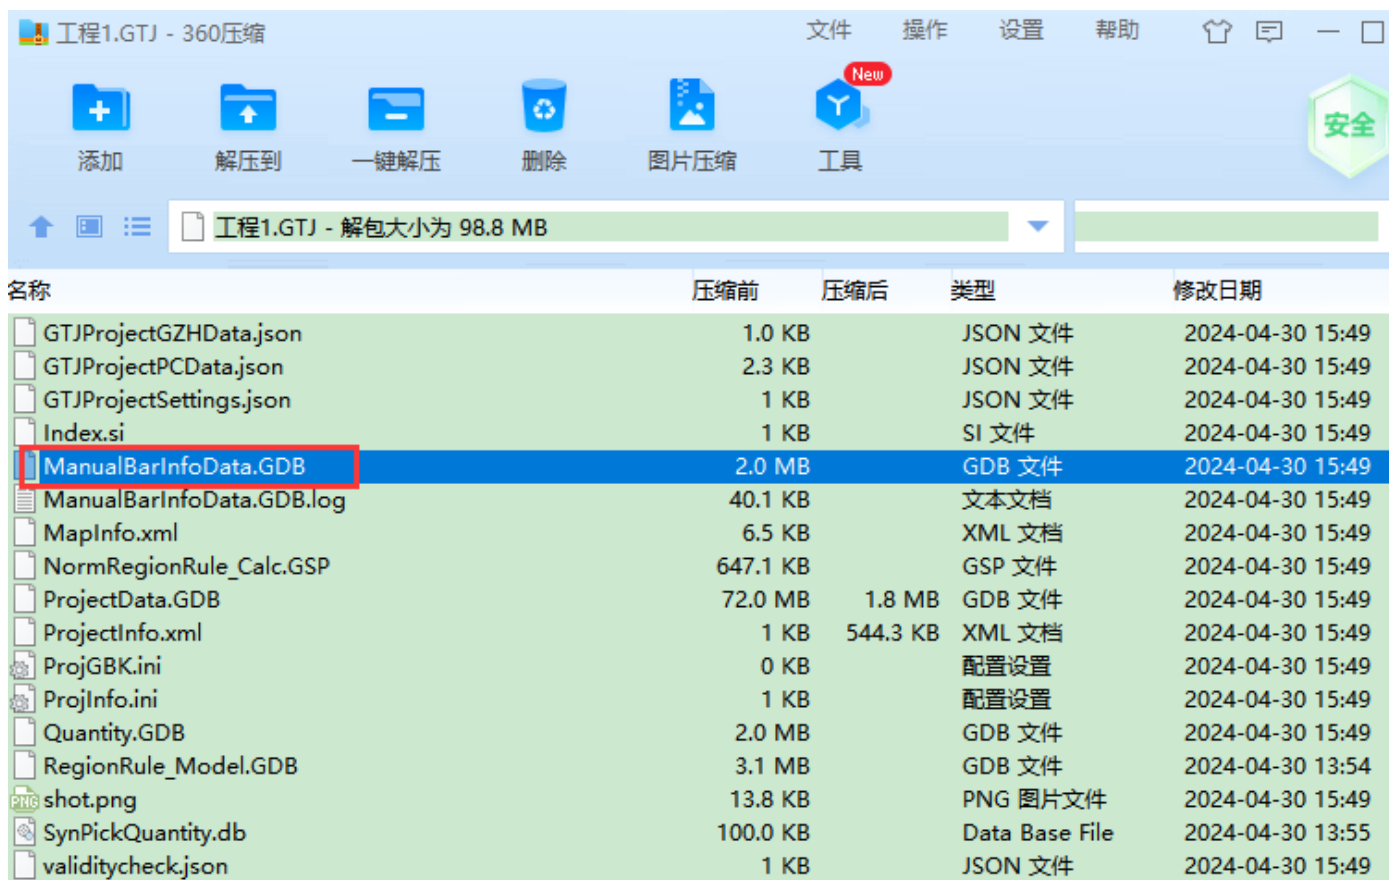 工程1.GTJ - 360压缩 文件 操作 设置 帮助
New
添加 解压到 一键解压 删除 图片压缩 工具 安全
工程1.GTJ - 解包大小为 98.8 MB
名称 压缩前 压缩后 类型 修改日期
GTJProjectGZHData.json 1.0 KB JSON 文件 2024-04-30 15:49
GTJProjectPCData.json 2.3 KB JSON 文件 2024-04-30 15:49
GTJProjectSettings.json 1 KB JSON 文件 2024-04-30 15:49
Index.si 1 KB SI 文件 2024-04-30 15:49
ManualBarInfoData.GDB 2.0 MB GDB 文件 2024-04-30 15:49
ManualBarInfoData.GDB.log 40.1 KB 文本文档 2024-04-30 15:49
MapInfo.xml 6.5 KB XML 文档 2024-04-30 15:49
NormRegionRule_Calc.GSP 647.1 KB GSP 文件 2024-04-30 15:49
ProjectData.GDB 72.0 MB 1.8 MB GDB 文件 2024-04-30 15:49
ProjectInfo.xml 1 KB 544.3 KB XML 文档 2024-04-30 15:49
ProjGBK.ini 0 KB 配置设置 2024-04-30 15:49
ProjInfo.ini 1 KB 配置设置 2024-04-30 15:49
Quantity.GDB 2.0 MB GDB 文件 2024-04-30 15:49
RegionRule_Model.GDB 3.1 MB GDB 文件 2024-04-30 13:54
PNG shot.png 13.8 KB PNG 图片文件 2024-04-30 15:49
SynPickQuantity.db 100.0 KB Data Base File 2024-04-30 13:55
validitycheck.json 1 KB JSON 文件 2024-04-30 15:49